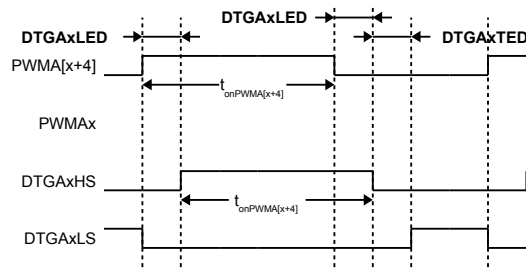 DTGAxLED
DTGAxLED
DTGAxTED
PWMA[x+4]
tonPWMA[x+4]
PWMAx
DTGAxHS
tonPWMA[x+4]
DTGAxLS